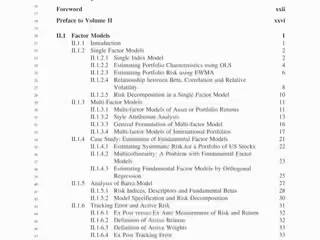 Foreword xxii
Preface to Volume II xxvi
II.1 Factor Models 1
II.1.1 Introduction 1
II.1.2 Single Factor Models 2
II.1.2.1 Single Index Model 2
II.1.2.2 Estimating Portfolio Characteristics using OLS 4
II.1.2.3 Estimating Portfolio Risk using EWMA 6
II.1.2.4 Relationship between Beta, Correlation and Relative
Volatility 8
II.1.2.5 Risk Decomposition in a Single Factor Model 10
II.1.3 Multi-Factor Models 11
II.1.3.1 Multi-factor Models of Asset or Portfolio Returns 11
II.1.3.2 Style Attribution Analysis 13
II.1.3.3 General Formulation of Multi-factor Model 16
II.1.3.4 Multi-factor Models of International Portfolios 17
II.1.4 Case Study: Estimation of Fundamental Factor Models 21
II.1.4.1 Estimating Systematic Risk for a Portfolio of US Stocks 22
II.1.4.2 Multicollinearity: A Problem with Fundamental Factor
Models 23
II.1.4.3 Estimating Fundamental Factor Models by Orthogonal
Regression 25
II.1.5 Analysis of Barra Model 27
II.1.5.1 Risk Indices, Descriptors and Fundamental Betas 28
II.1.5.2 Model Specification and Risk Decomposition 30
II.1.6 Tracking Error and Active Risk 31
II.1.6.1 Ex Post versus Ex Ante Measurement of Risk and Return 32
II.1.6.2 Definition of Active Returns 32
II.1.6.3 Definition of Active Weights 33
II.1.6.4 Ex Post Tracking Error 33